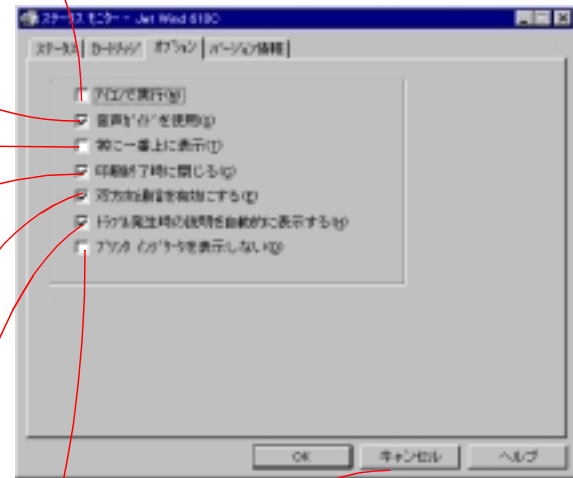 ステータス モニター - Jet Wind 610C
ステータス カートリッジ オプション バージョン情報
アイコンで実行(N)
音声ガイドを使用(S)
常に一番上に表示(T)
印刷終了時に閉じる(C)
双方向通信を有効にする(E)
トラブル発生時の説明を自動的に表示する(H)
プリンタ インジケータを表示しない(D)
OK キャンセル ヘルプ